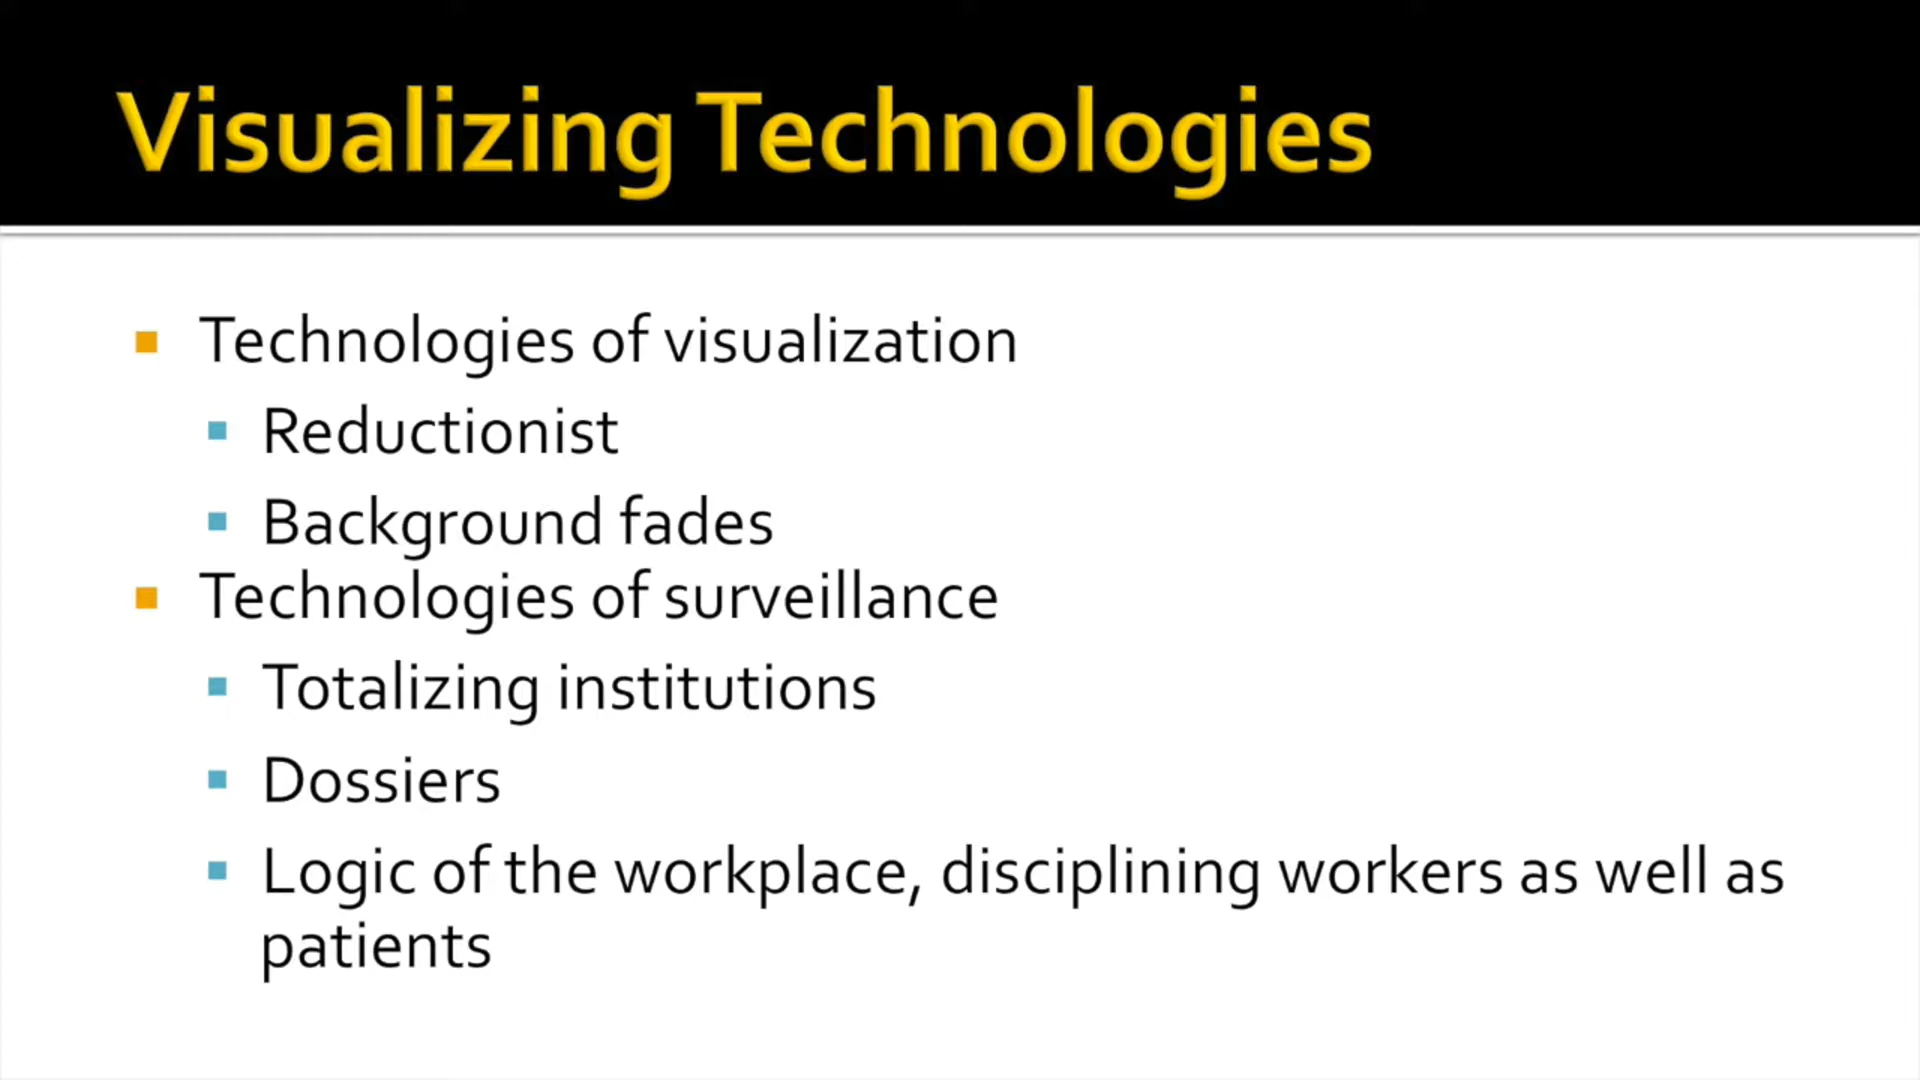 Visualizing Technologies
Technologies of visualization
Reductionist
Background fades
Technologies of surveillance
Totalizing institutions
Dossiers
Logic of the workplace, disciplining workers as well as
patients